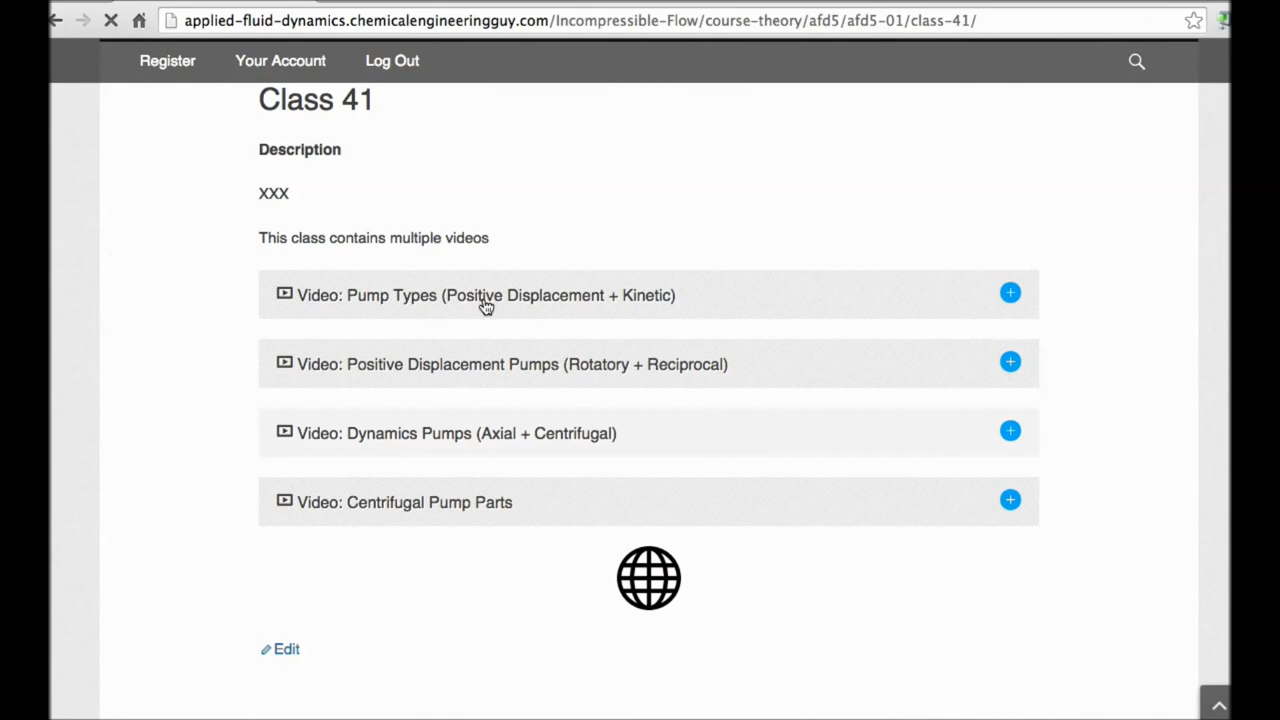 applied-fluid-dynamics.chemicalengineeringguy.com/Incompressible-Flow/course-theory/afd5/afd5-01/class-41/
Register Your Account Log Out
Class 41
Description
XXX
This class contains multiple videos
Video: Pump Types (Positive Displacement + Kinetic)
Video: Positive Displacement Pumps (Rotatory + Reciprocal)
Video: Dynamics Pumps (Axial + Centrifugal)
Video: Centrifugal Pump Parts
Edit